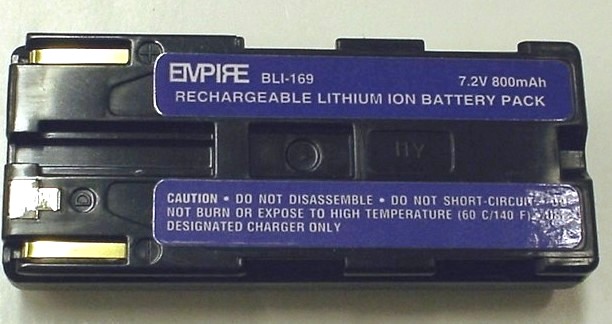 EMPIRE BLI-169 7.2V 800mAh
RECHARGEABLE LITHIUM ION BATTERY PACK
CAUTION • DO NOT DISASSEMBLE • DO NOT SHORT-CIRCUIT •
NOT BURN OR EXPOSE TO HIGH TEMPERATURE (60 C/140 F)
DESIGNATED CHARGER ONLY